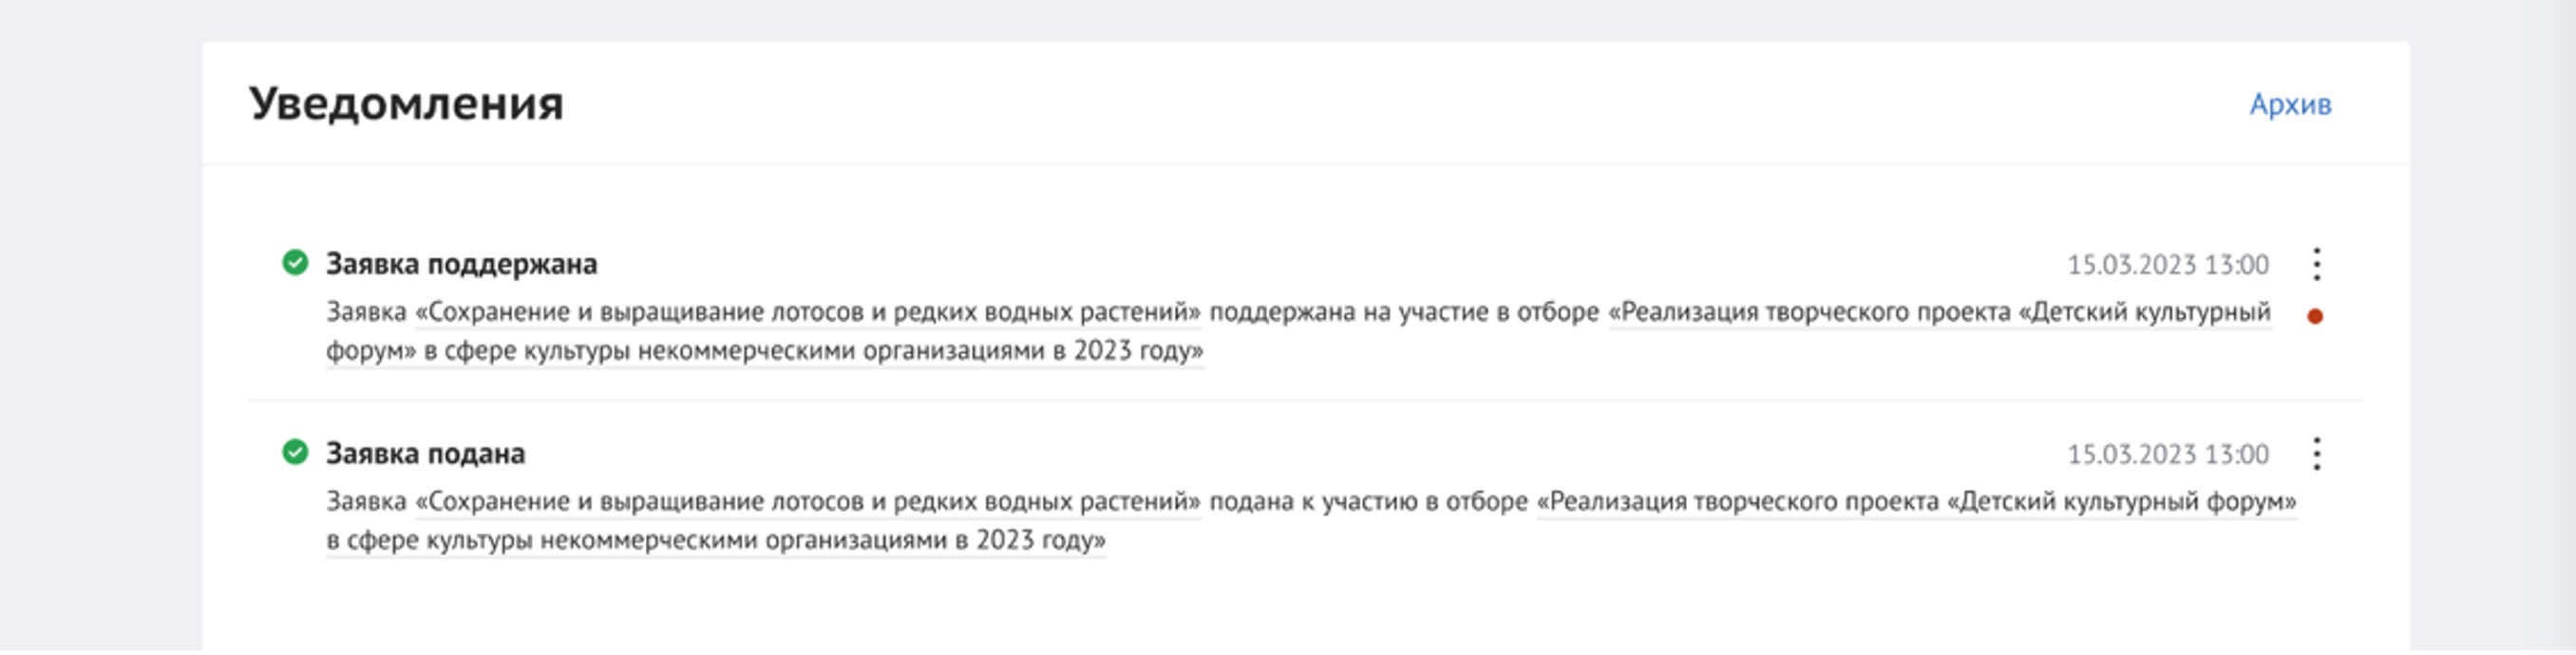 Уведомления
Архив
Заявка поддержана
15.03.2023 13:00
Заявка «Сохранение и выращивание лотосов и редких водных растений» поддержана на участие в отборе «Реализация творческого проекта «Детский культурный
форум» в сфере культуры некоммерческими организациями в 2023 году»
Заявка подана
15.03.2023 13:00
Заявка «Сохранение и выращивание лотосов и редких водных растений» подана к участию в отборе «Реализация творческого проекта «Детский культурный форум»
в сфере культуры некоммерческими организациями в 2023 году»